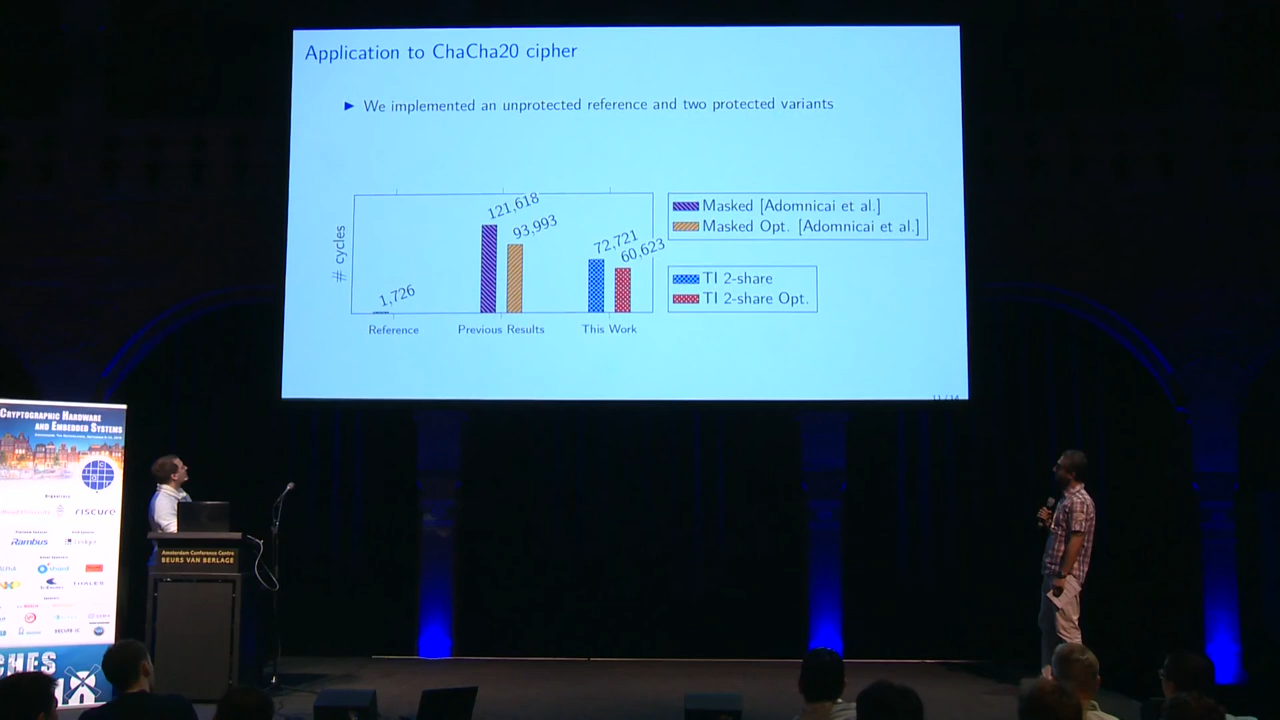 Application to ChaCha20 cipher
We implemented an unprotected reference and two protected variants
# cycles
1,726
121,618
93,993
72,721
60,623
Reference
Previous Results
This Work
Masked [Adomnicai et al.]
Masked Opt. [Adomnicai et al.]
TI 2-share
TI 2-share Opt.
CRYPTOGRAPHIC HARDWARE
AND EMBEDDED SYSTEMS
riscure
Rambus
THALES
CHES
Amsterdam Conference Centre
BEURS VAN BERLAGE